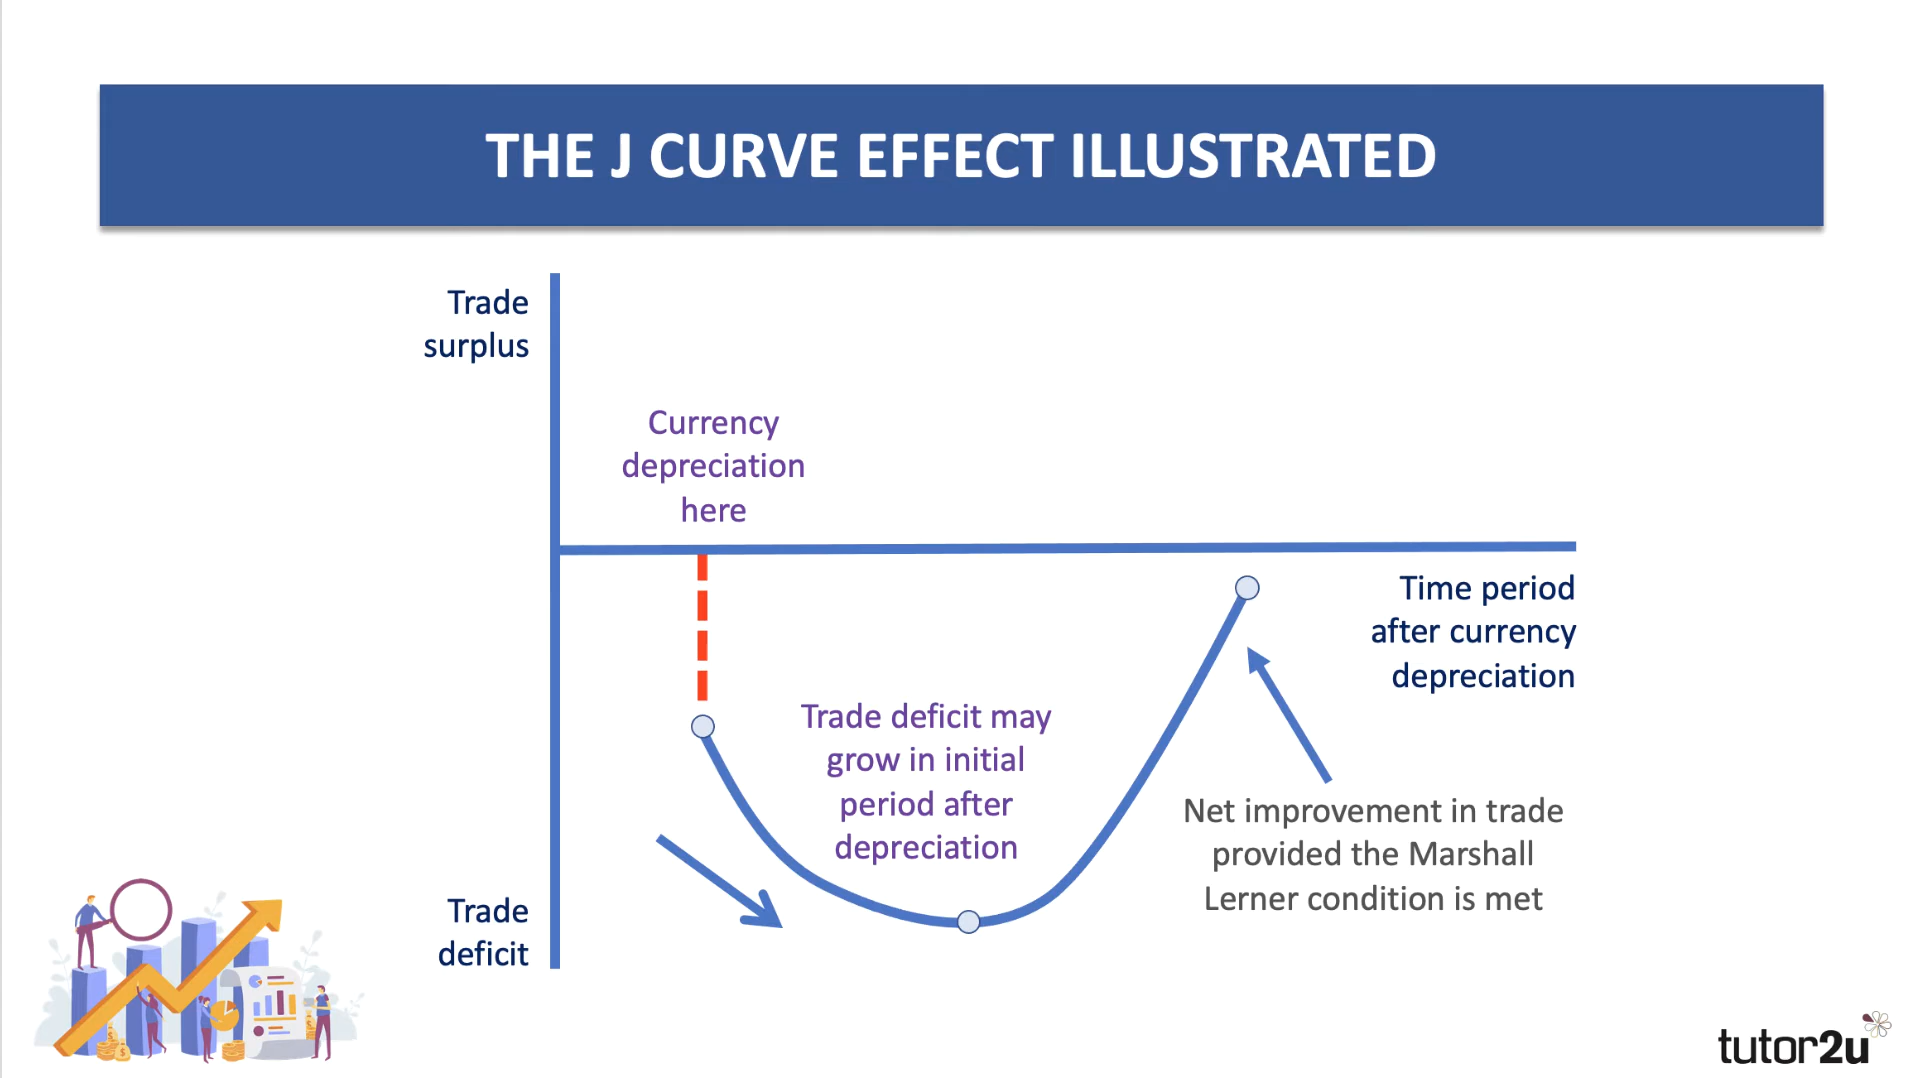 THE J CURVE EFFECT ILLUSTRATED
Trade
surplus
Currency
depreciation
here
Time period
after currency
depreciation
Trade deficit may
grow in initial
period after
depreciation
Net improvement in trade
provided the Marshall
Lerner condition is met
Trade
deficit
tutor2u